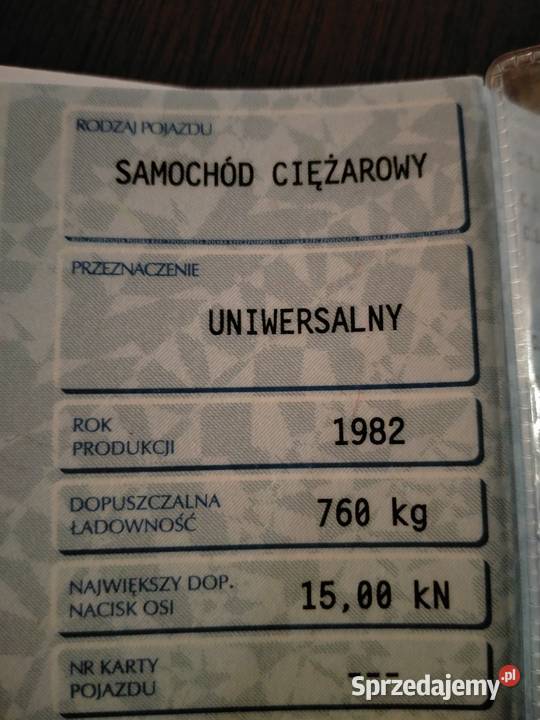 RODZAJ POJAZDU
SAMOCHÓD CIĘŻAROWY
PRZEZNACZENIE
UNIWERSALNY
ROK
PRODUKCJI
1982
DOPUSZCZALNA
ŁADOWNOŚĆ
760 kg
NAJWIĘKSZY DOP.
NACISK OSI
15,00 kN
NR KARTY
POJAZDU
---
Sprzedajemy.pl